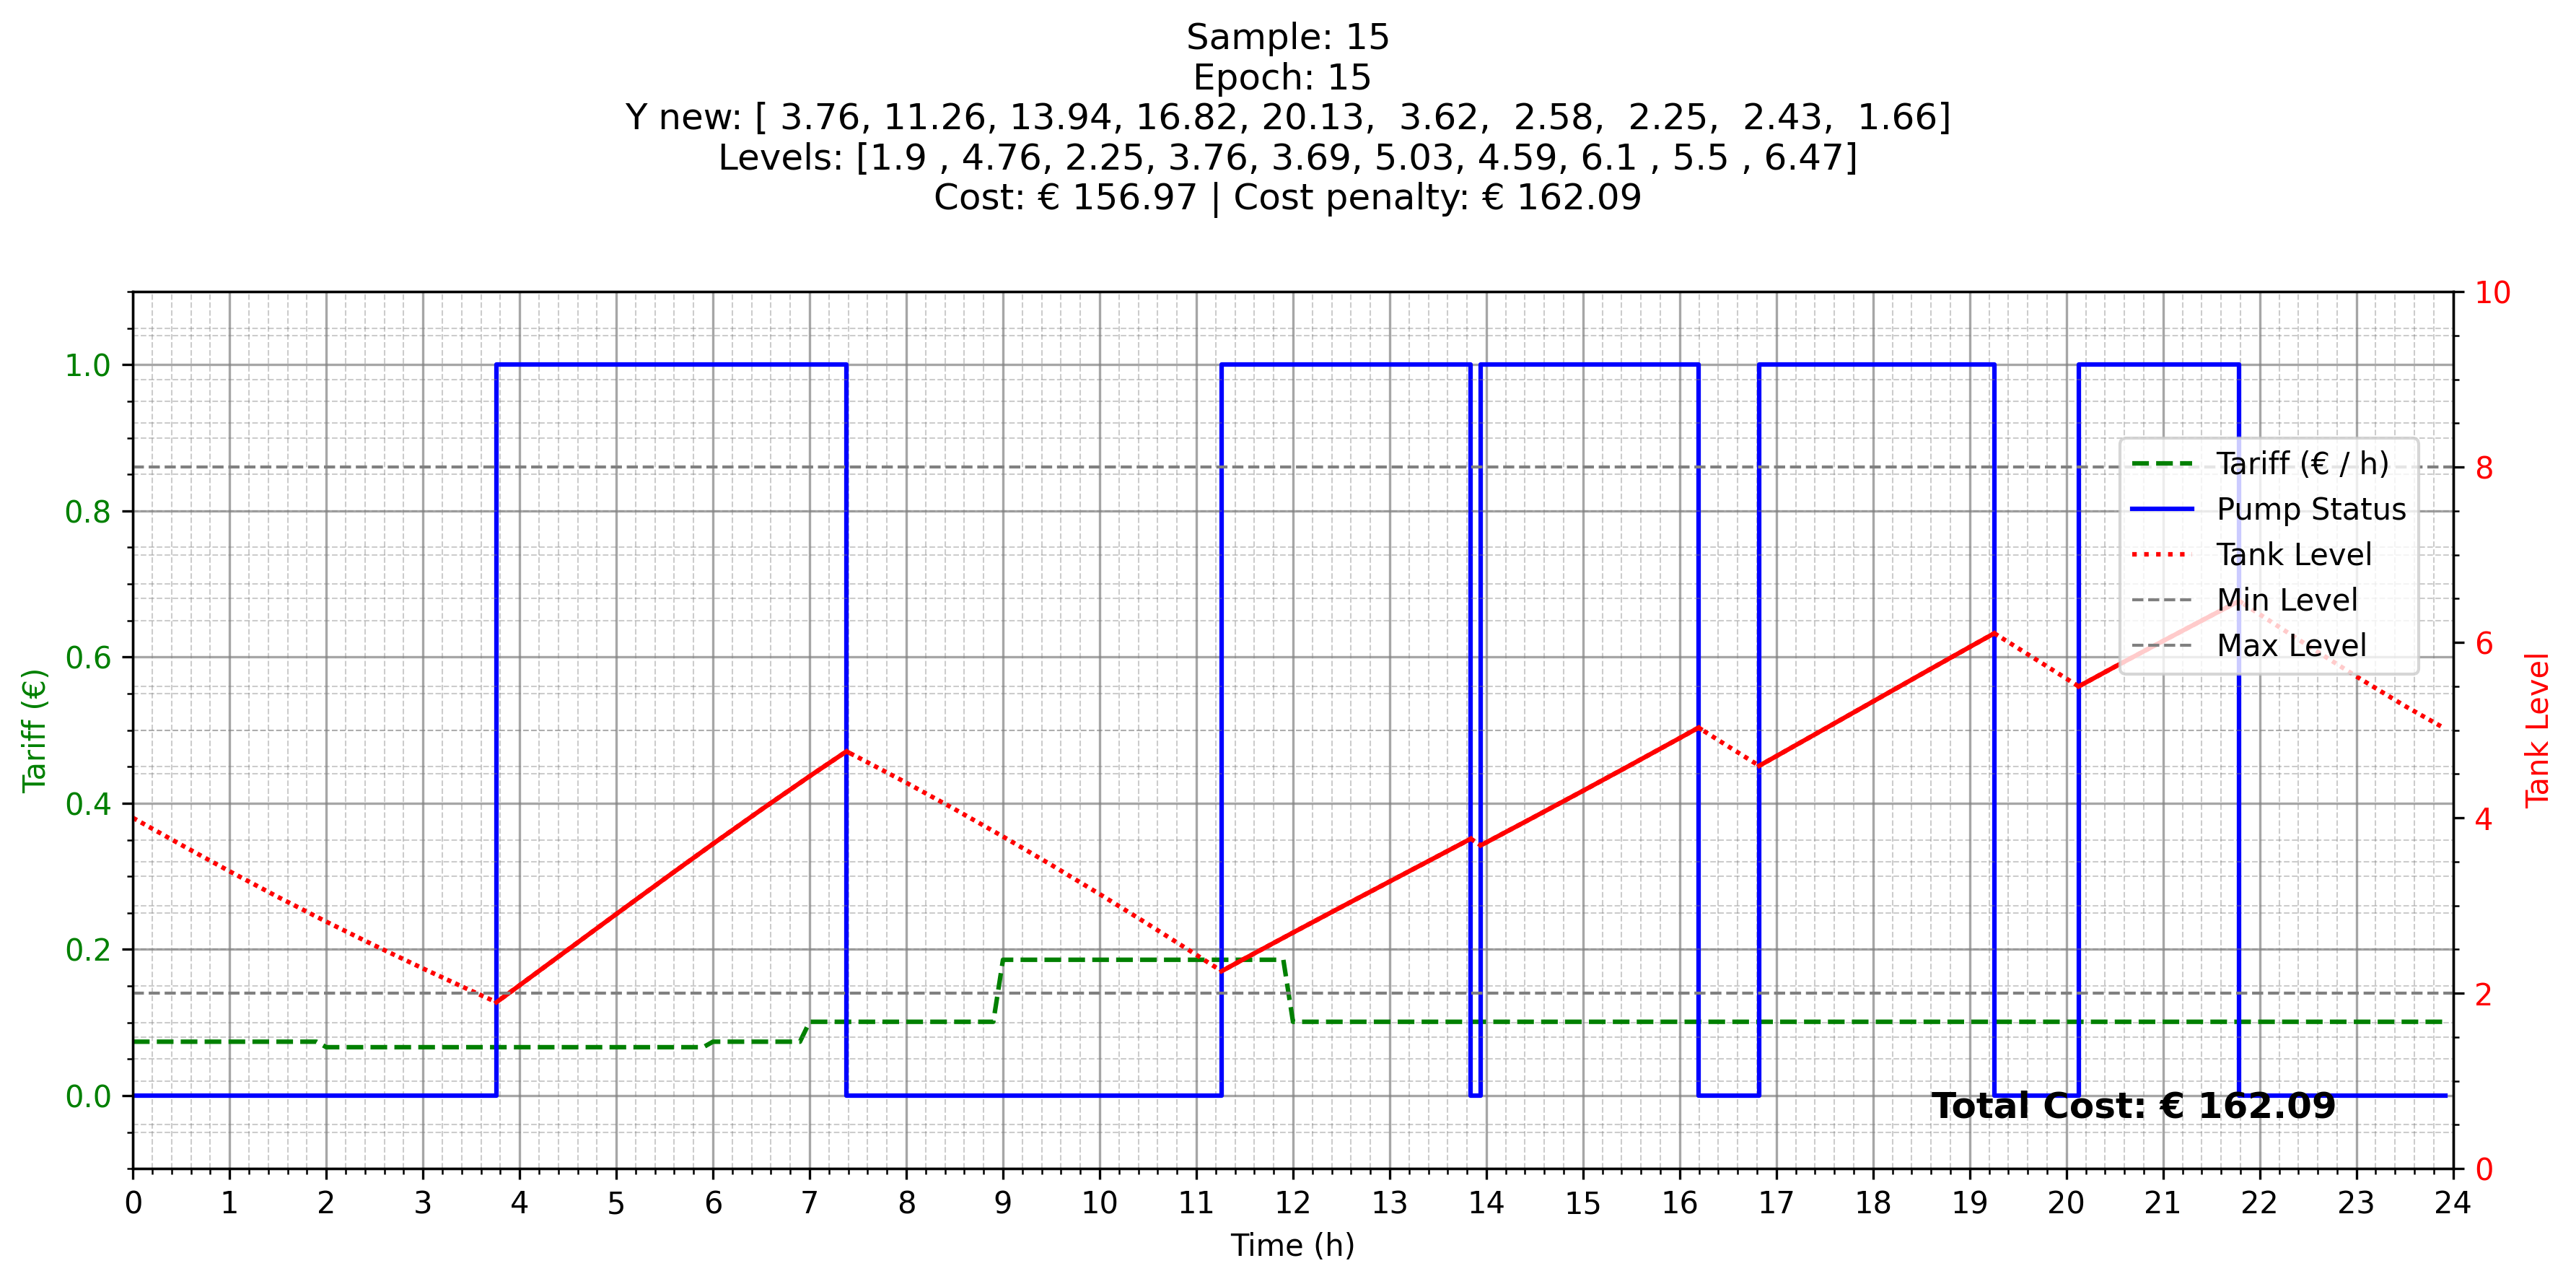 Sample: 15
Epoch: 15
Y new: [ 3.76, 11.26, 13.94, 16.82, 20.13,  3.62,  2.58,  2.25,  2.43,  1.66]
Levels: [1.9 , 4.76, 2.25, 3.76, 3.69, 5.03, 4.59, 6.1 , 5.5 , 6.47]
Cost: € 156.97 | Cost penalty: € 162.09
Tariff (€)
1.0
0.8
0.6
0.4
0.2
0.0
10
8
6
4
2
0
Tank Level
Tariff (€ / h)
Pump Status
Tank Level
Min Level
Max Level
Total Cost: € 162.09
0 1 2 3 4 5 6 7 8 9 10 11 12 13 14 15 16 17 18 19 20 21 22 23 24
Time (h)